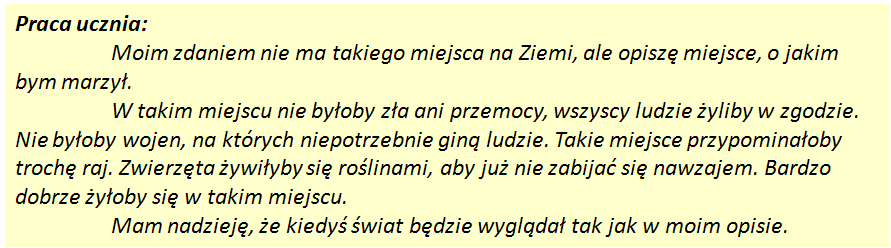 Praca ucznia:
Moim zdaniem nie ma takiego miejsca na Ziemi, ale opiszę miejsce, o jakim
bym marzył.
W takim miejscu nie byłoby zła ani przemocy, wszyscy ludzie żyliby w zgodzie.
Nie byłoby wojen, na których niepotrzebnie giną ludzie. Takie miejsce przypominałoby
trochę raj. Zwierzęta żywiłyby się roślinami, aby już nie zabijać się nawzajem. Bardzo
dobrze żyłoby się w takim miejscu.
Mam nadzieję, że kiedyś świat będzie wyglądał tak jak w moim opisie.